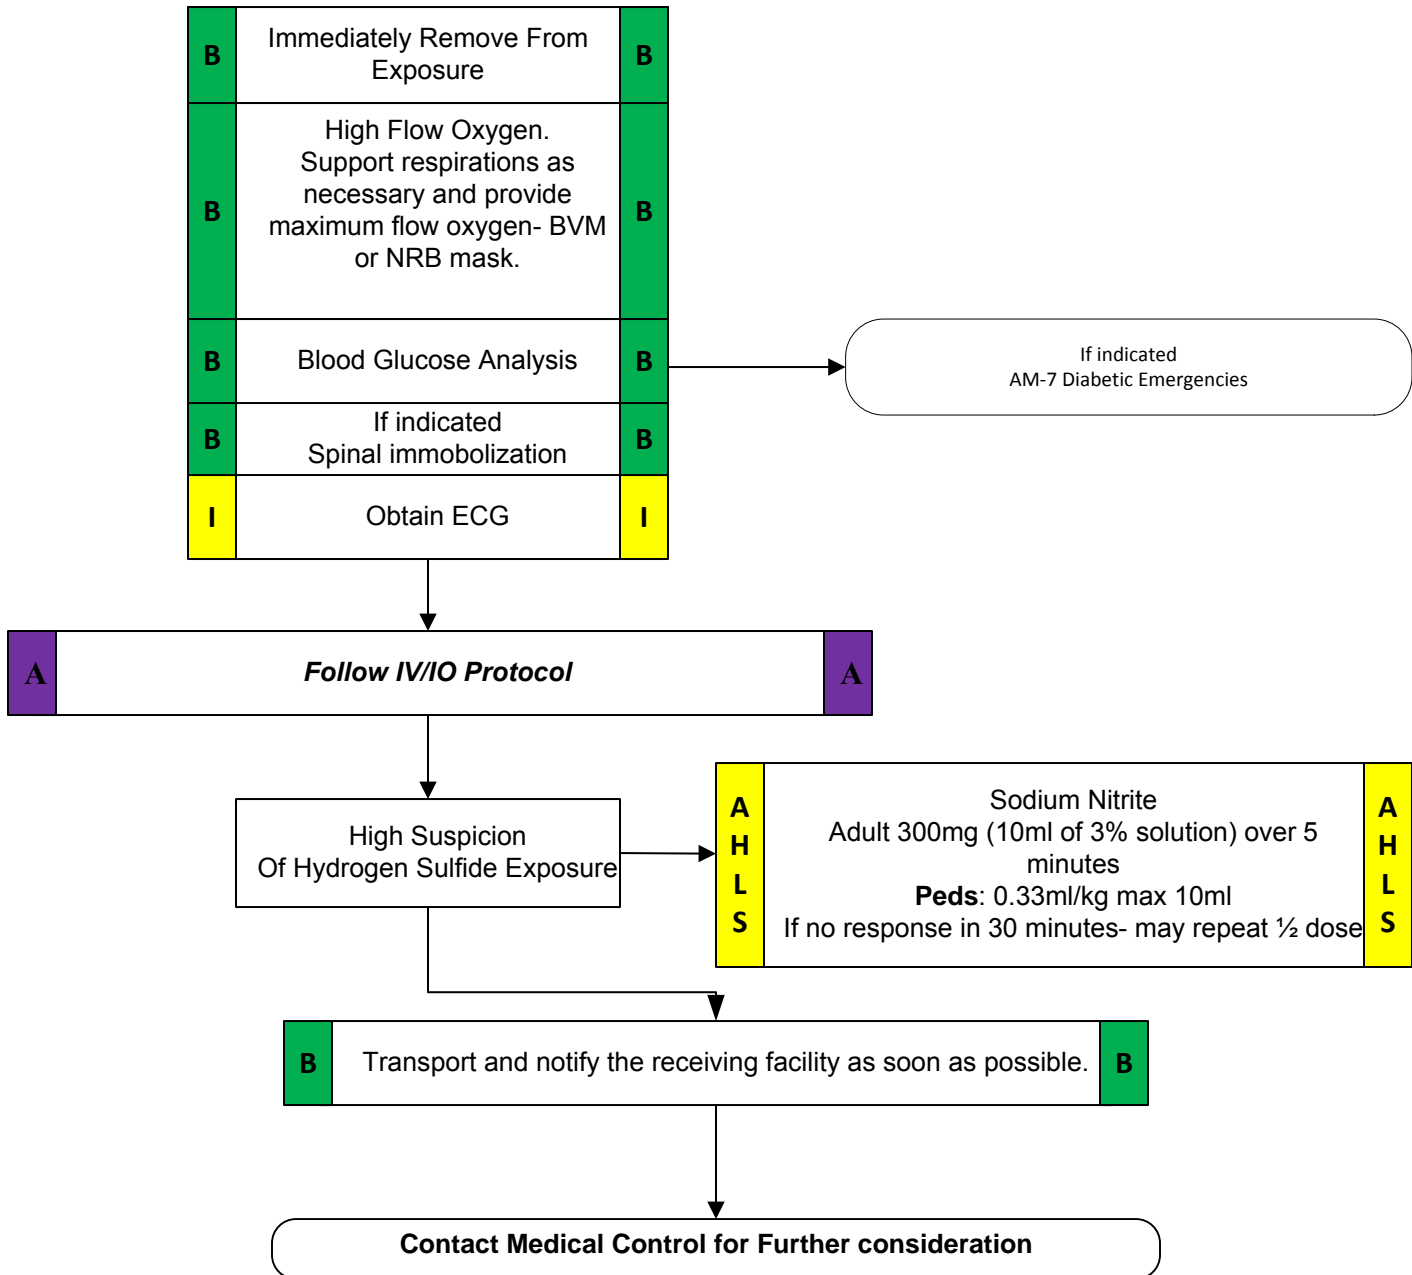 B Immediately Remove From B
Exposure
B High Flow Oxygen. B
Support respirations as
necessary and provide
maximum flow oxygen- BVM
or NRB mask.
B Blood Glucose Analysis B
If indicated
AM-7 Diabetic Emergencies
B If indicated B
Spinal immobolization
I Obtain ECG I
A Follow IV/IO Protocol A
High Suspicion
Of Hydrogen Sulfide Exposure
A
H
L
S
Sodium Nitrite
Adult 300mg (10ml of 3% solution) over 5
minutes
Peds: 0.33ml/kg max 10ml
If no response in 30 minutes- may repeat ½ dose
A
H
L
S
B Transport and notify the receiving facility as soon as possible. B
Contact Medical Control for Further consideration